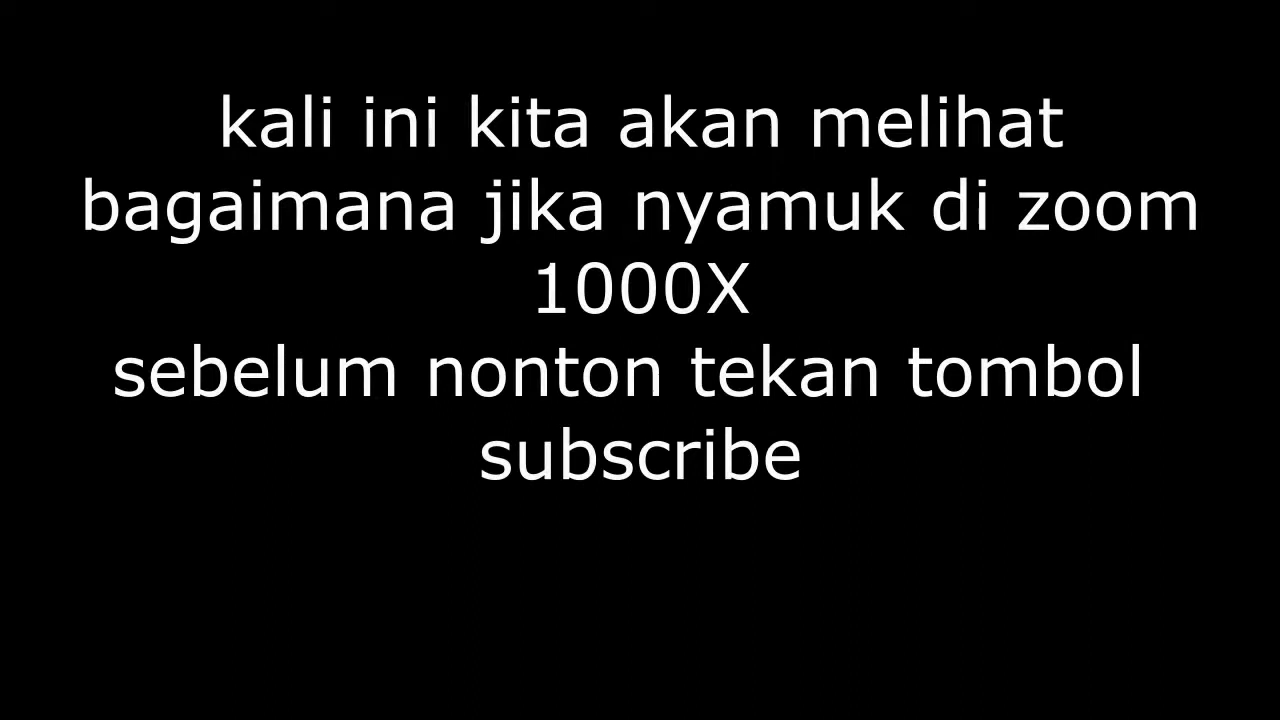 kali ini kita akan melihat
bagaimana jika nyamuk di zoom
1000X
sebelum nonton tekan tombol
subscribe